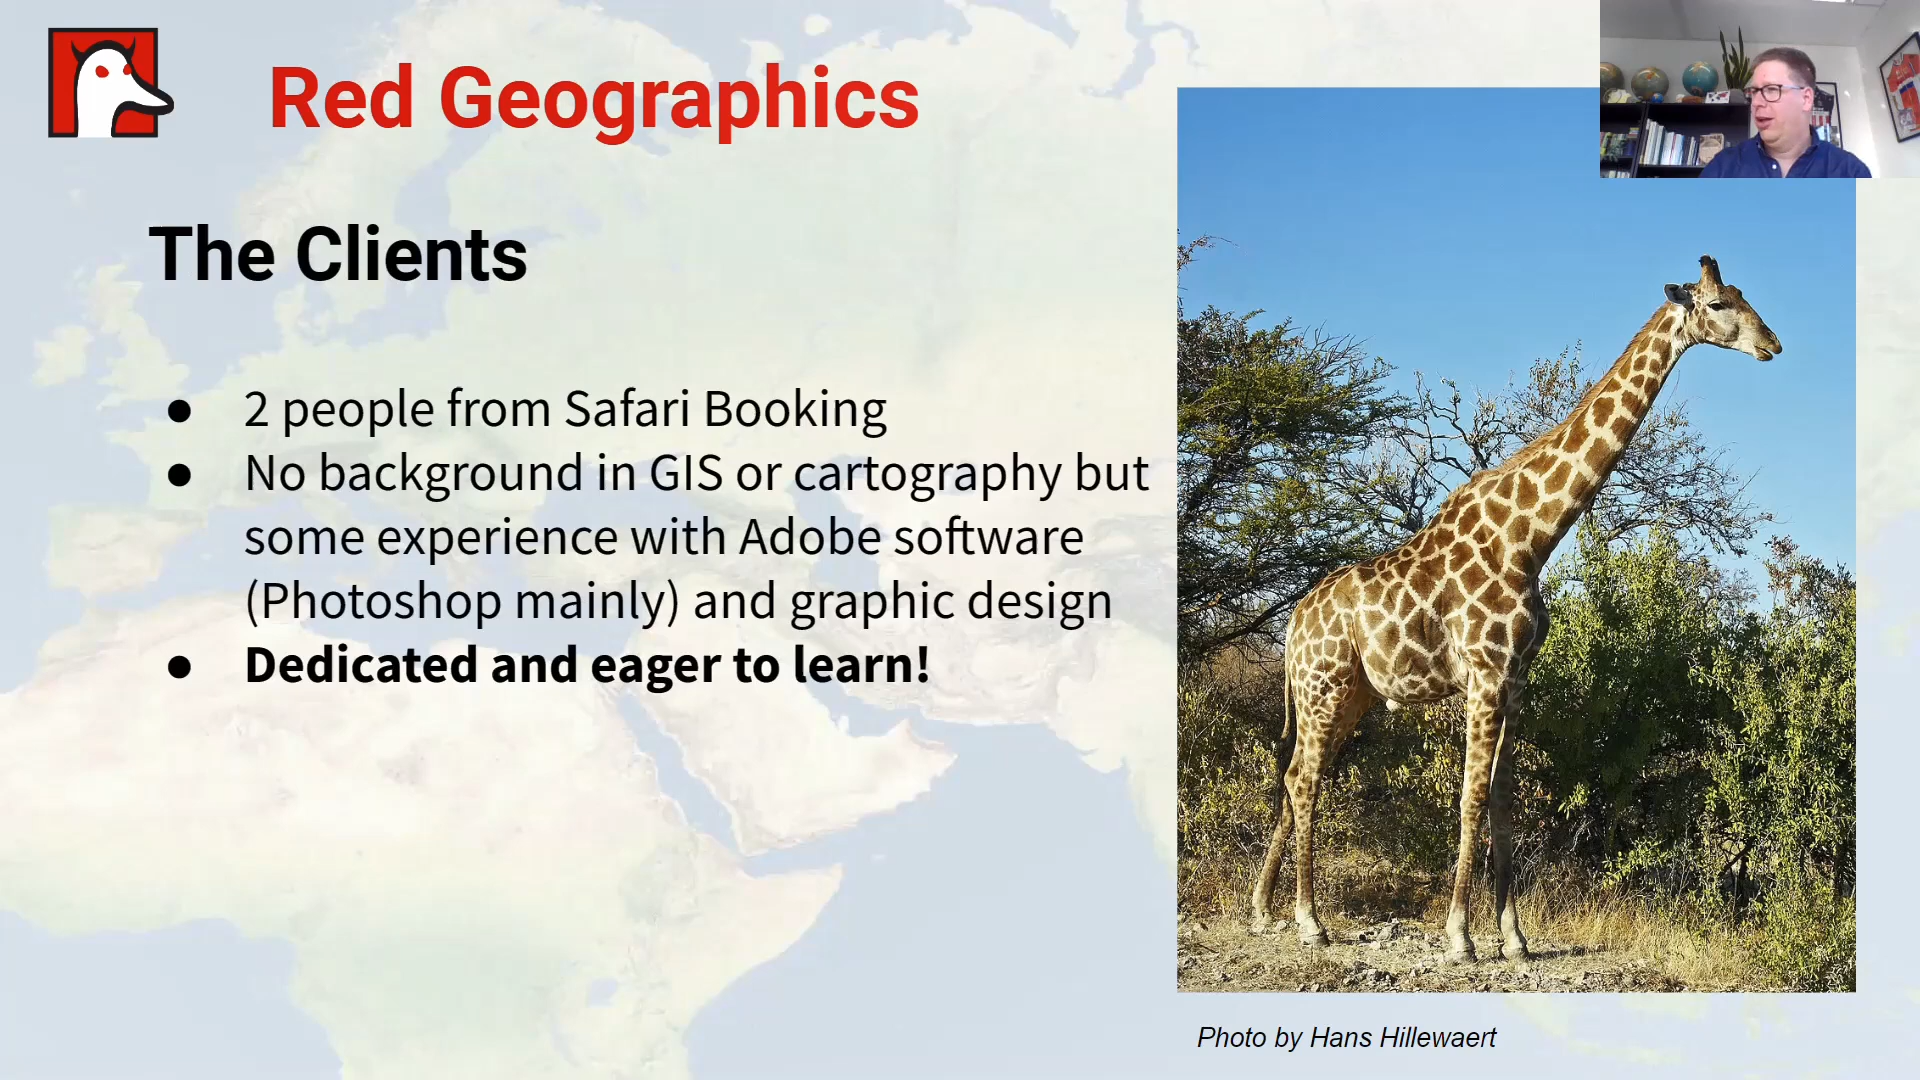 Red Geographics
The Clients
● 2 people from Safari Booking
● No background in GIS or cartography but
some experience with Adobe software
(Photoshop mainly) and graphic design
● Dedicated and eager to learn!
Photo by Hans Hillewaert